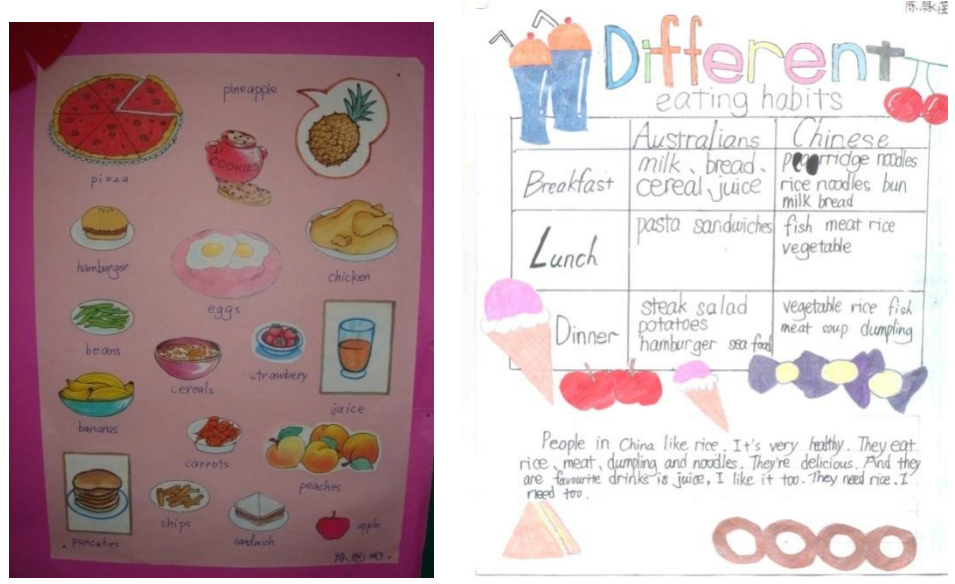 pineapple
COOKIES
pizza
hamburger
eggs
chicken
beans
cereals
strawbery
juice
bananas
carrots
peaches
pancakes
chips
sandwich
apple
Different
eating habits
Australians Chinese
Breakfast
milk、bread、
cereal、juice
porridge noodles
rice noodles bun
milk bread
Lunch
pasta sandwiches
fish meat rice
vegetable
Dinner
steak salad
potatoes
hamburger sea food
vegetable rice fish
meat soup dumpling
People in China like rice. It's very healthy. They eat
rice、meat、dumpling and noodles. They're delicious. And they
are favourite drinks is juice, I like it too. They need rice. I
need too.